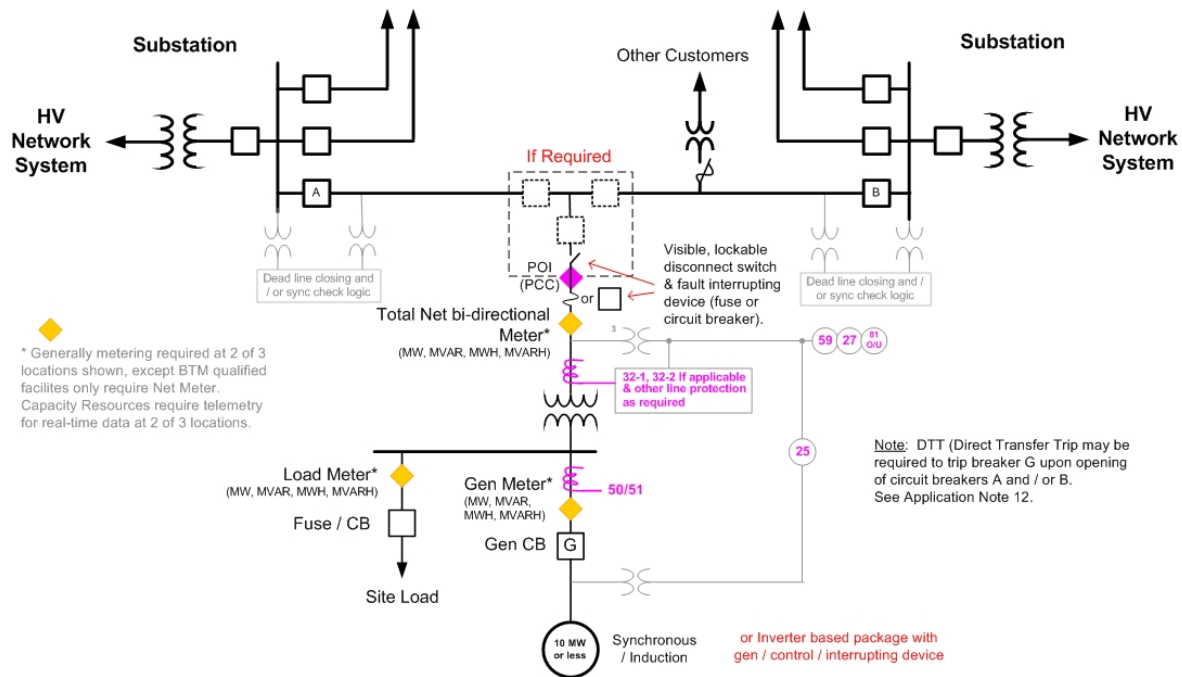 Substation
Substation
Other Customers
HV
Network
System
HV
Network
System
If Required
A
B
Dead line closing and
/ or sync check logic
Dead line closing and /
or sync check logic
POI
(PCC)
or
Visible, lockable
disconnect switch
& fault interrupting
device (fuse or
circuit breaker).
Total Net bi-directional
Meter*
(MW, MVAR, MWH, MVARH)
3
59
27
81
O/U
* Generally metering required at 2 of 3
locations shown, except BTM qualified
facilites only require Net Meter.
Capacity Resources require telemetry
for real-time data at 2 of 3 locations.
32-1, 32-2 If applicable
& other line protection
as required
25
Note: DTT (Direct Transfer Trip may be
required to trip breaker G upon opening
of circuit breakers A and / or B.
See Application Note 12.
Load Meter*
(MW, MVAR, MWH, MVARH)
Gen Meter*
(MW, MVAR,
MWH, MVARH)
50/51
Fuse / CB
Gen CB
G
Site Load
10 MW
or less
Synchronous
/ Induction
or Inverter based package with
gen / control / interrupting device